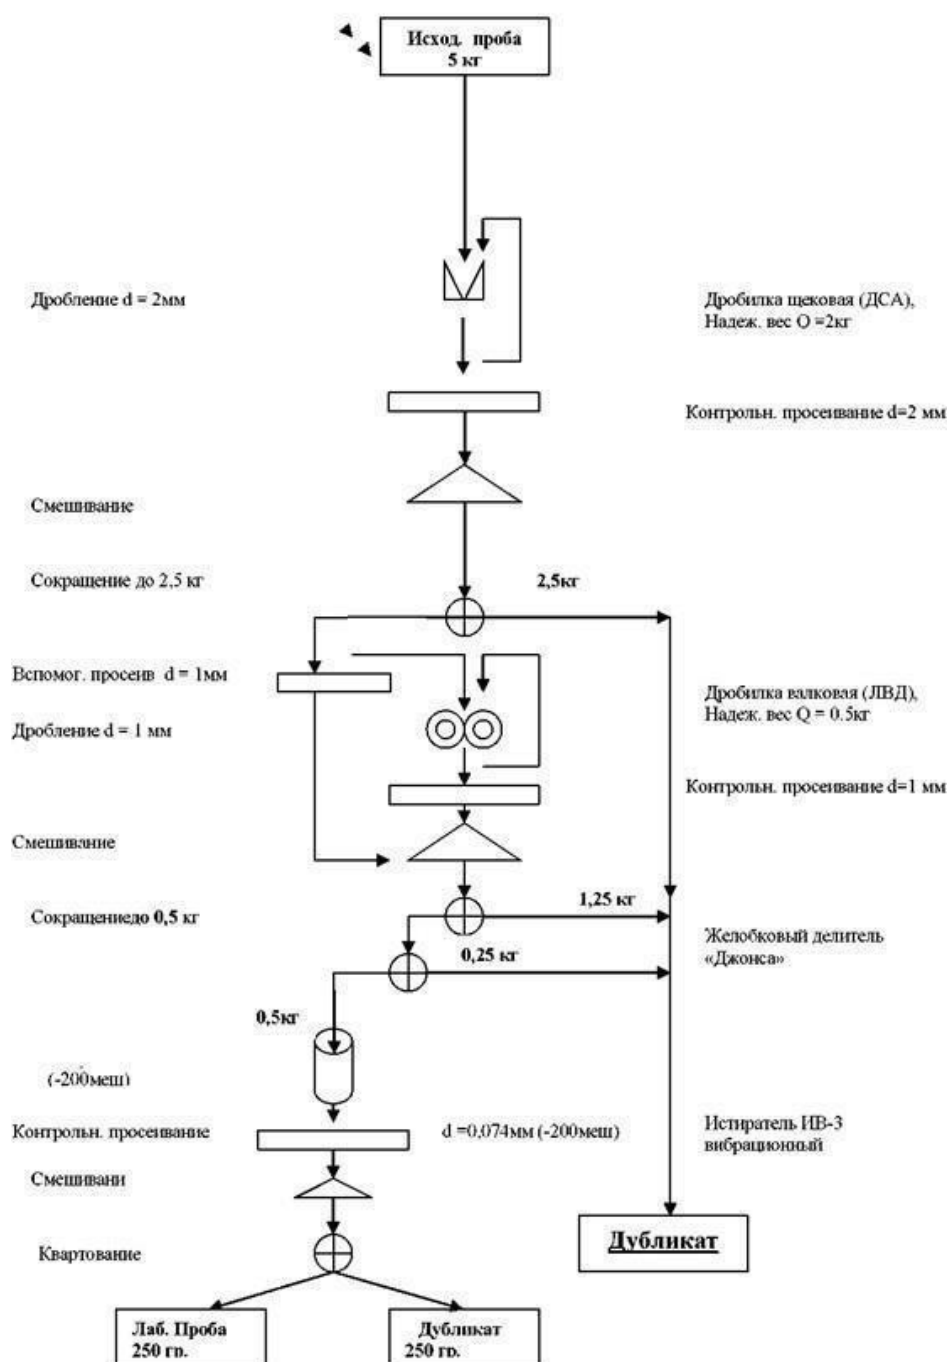 Исход. проба
5 кг
Дробление d = 2мм
Дробилка щековая (ДСА),
Надеж. вес О =2кг
Контрольн. просеивание d=2 мм
Смешивание
Сокращение до 2,5 кг
2,5кг
Вспомог. просеив d = 1мм
Дробилка валковая (ЛВД),
Надеж. вес Q = 0.5кг
Дробление d = 1 мм
Контрольн. просеивание d=1 мм
Смешивание
1,25 кг
Сокращениедо 0,5 кг
Желобковый делитель
«Джонса»
0,25 кг
0,5кг
(-200меш)
Контрольн. просеивание
d =0,074мм (-200меш)
Истиратель ИВ-3
вибрационный
Смешивани
Дубликат
Квартование
Лаб. Проба
250 гр.
Дубликат
250 гр.